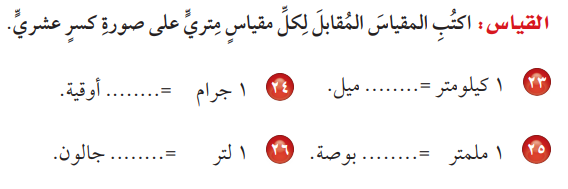 القياس: اكتُبِ المقياسَ المُقابلَ لِكلِّ مقياسٍ مِتريٍّ على صورةِ كسرٍ عشريٍّ.
٢٣ ١ كيلومتر =........ ميل. ٢٤ ١ جرام =........ أوقية.
٢٥ ١ ملمتر =........ بوصة. ٢٦ ١ لتر =........ جالون.